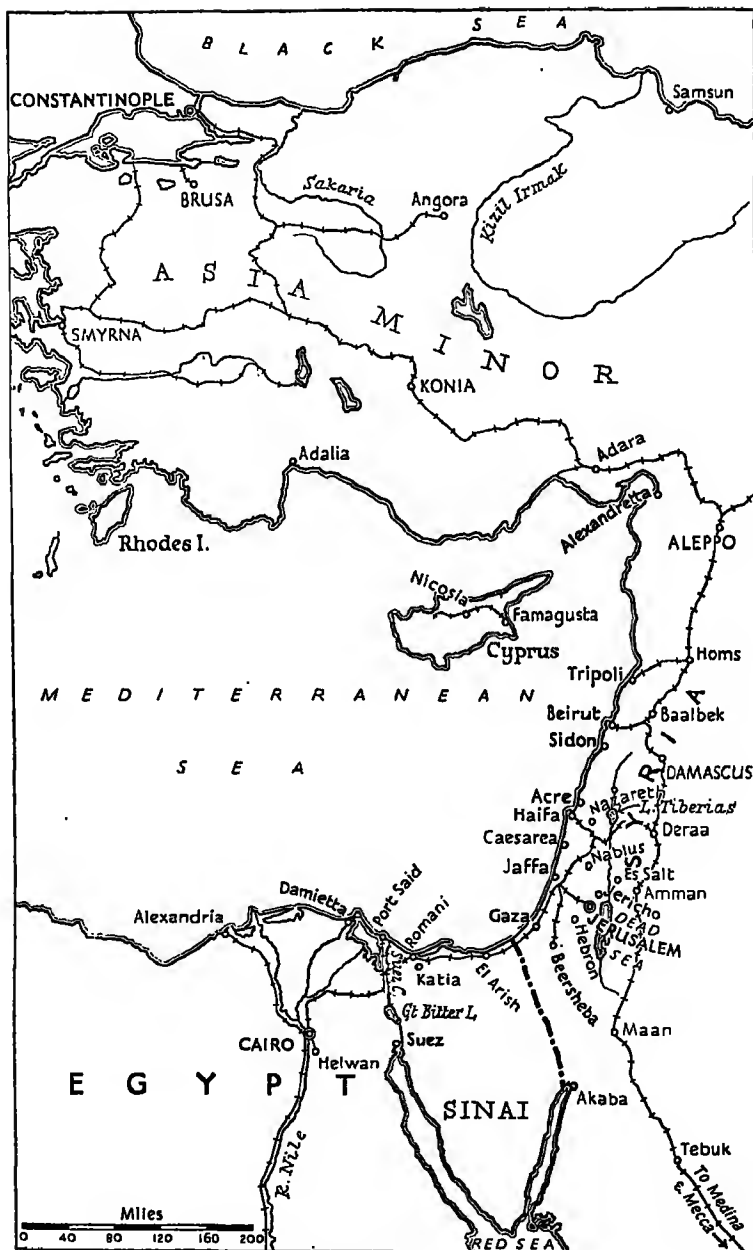 BLACK SEA
CONSTANTINOPLE
Samsun
BRUSA
Sakaria
Angora
Kizil Irmak
ASIA MINOR
SMYRNA
KONIA
Adalia
Adara
Alexandretta
ALEPPO
Rhodes I.
Nicosia
Famagusta
Cyprus
Homs
Tripoli
MEDITERRANEAN
SEA
Beirut
Baalbek
Sidon
SYRIA
DAMASCUS
Acre
Nazareth
L. Tiberias
Haifa
Deraa
Caesarea
Nablus
Jaffa
Es Salt
Amman
Jericho
Damietta
Port Said
Romani
Gaza
DEAD
JERUSALEM
SEA
Alexandria
Hebron
Suez C.
Katia
El Arish
Beersheba
Gt Bitter L.
Maan
CAIRO
Suez
Helwan
EGYPT
SINAI
Akaba
R. Nile
Tebuk
To Medina
& Mecca
Miles
0 40 80 120 160 200
RED SEA